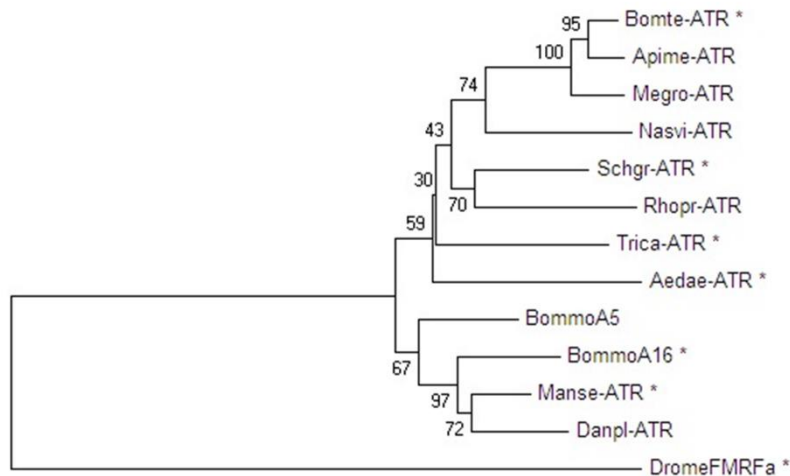 95
Bomte-ATR *
100
Apime-ATR
Megro-ATR
74
Nasvi-ATR
43
Schgr-ATR *
70
Rhopr-ATR
30
Trica-ATR *
59
Aedae-ATR *
BommoA5
67
BommoA16 *
97
Manse-ATR *
72
Danpl-ATR
DromeFMRFa *